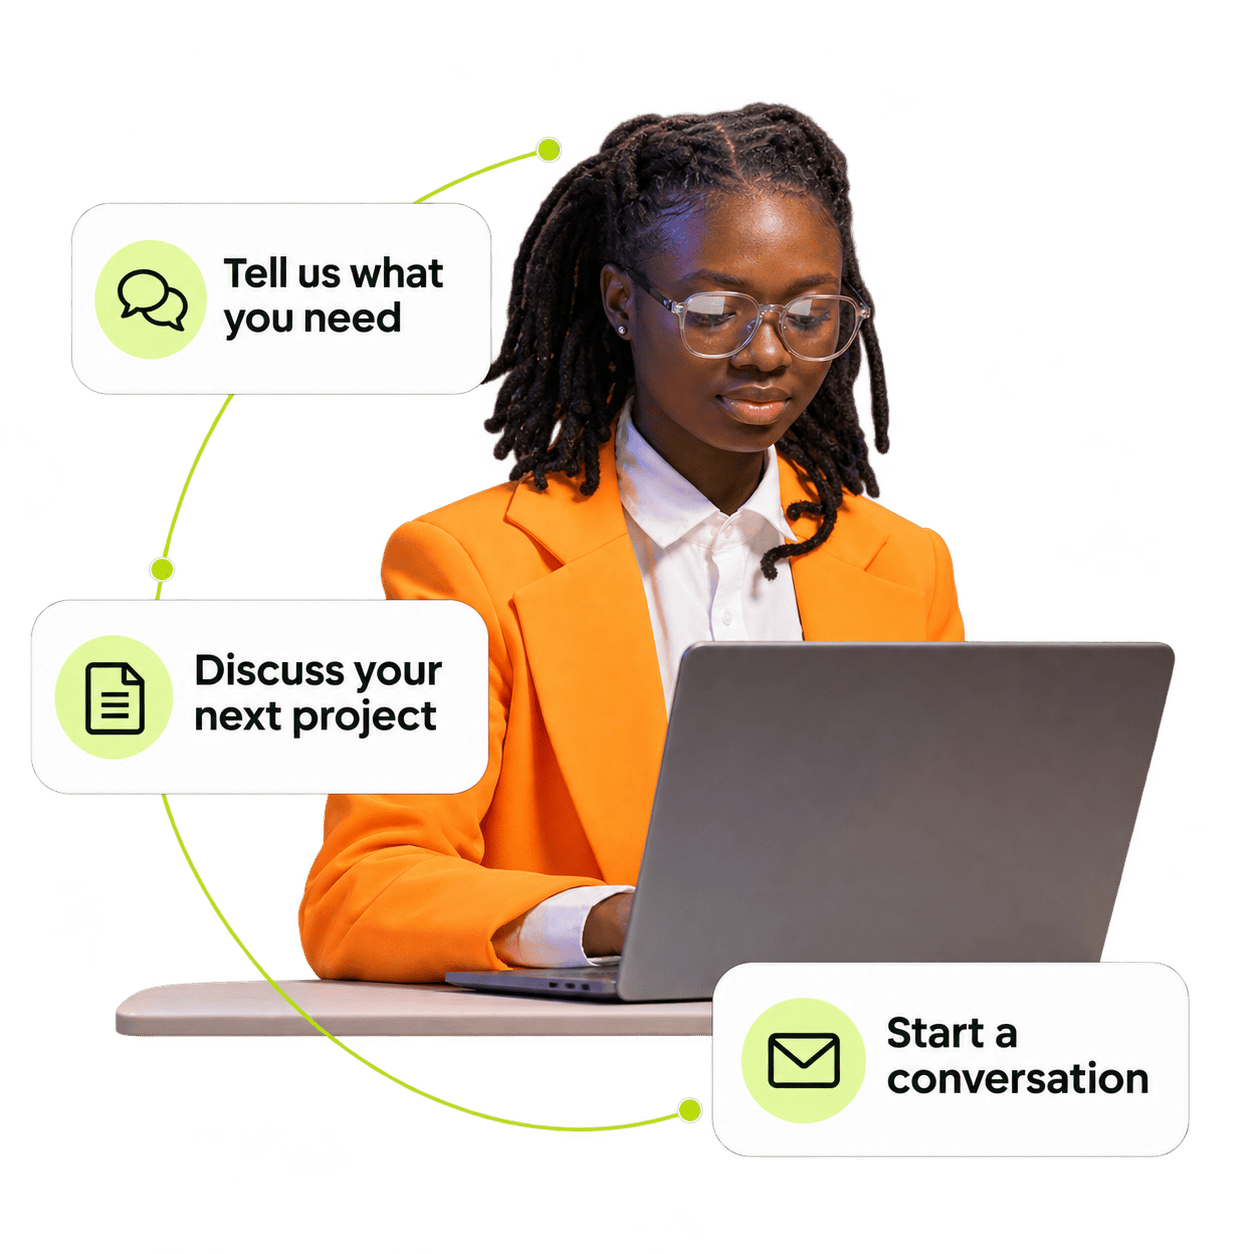 Tell us what
you need
Discuss your
next project
Start a
conversation